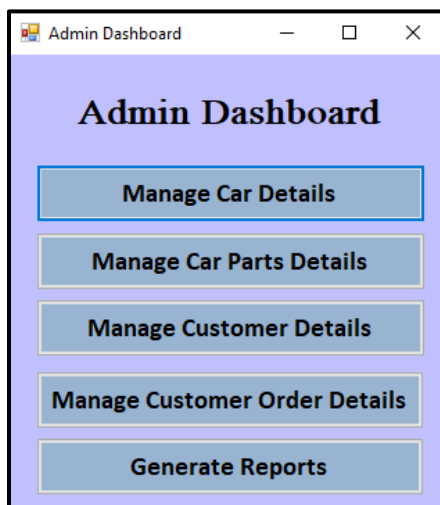 Admin Dashboard
Admin Dashboard
Manage Car Details
Manage Car Parts Details
Manage Customer Details
Manage Customer Order Details
Generate Reports